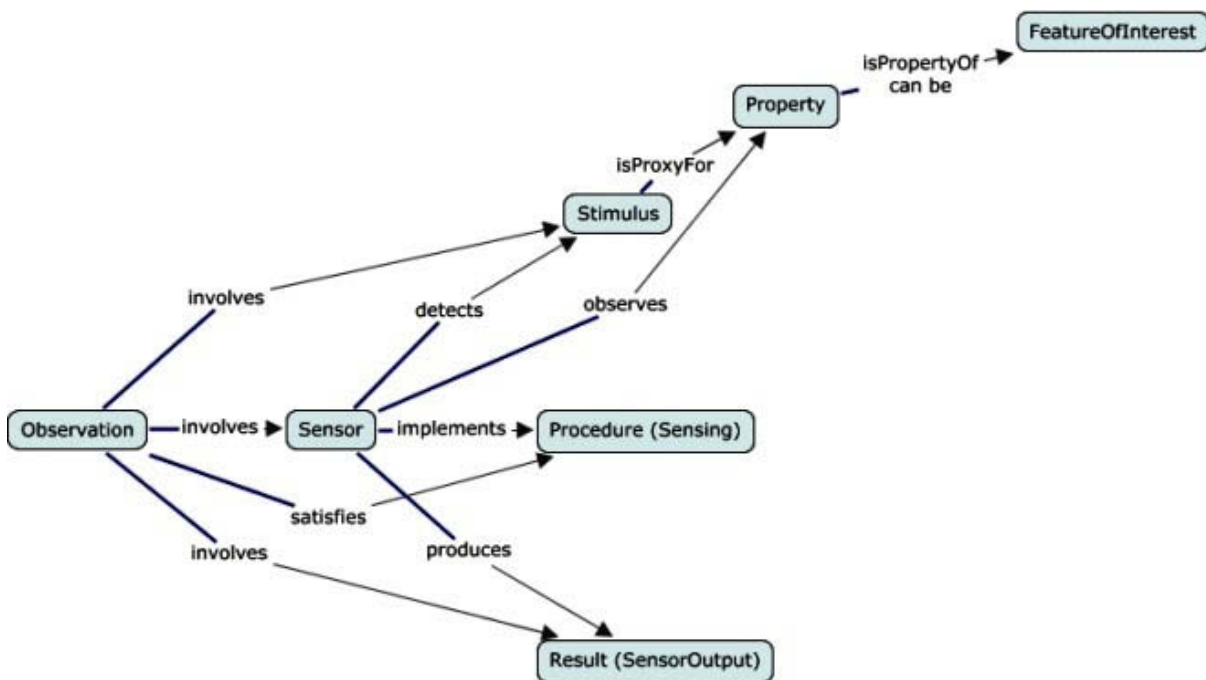 FeatureOfInterest
isPropertyOf
can be
Property
isProxyFor
Stimulus
involves
detects
observes
Observation
involves
Sensor
implements
Procedure (Sensing)
satisfies
involves
produces
Result (SensorOutput)